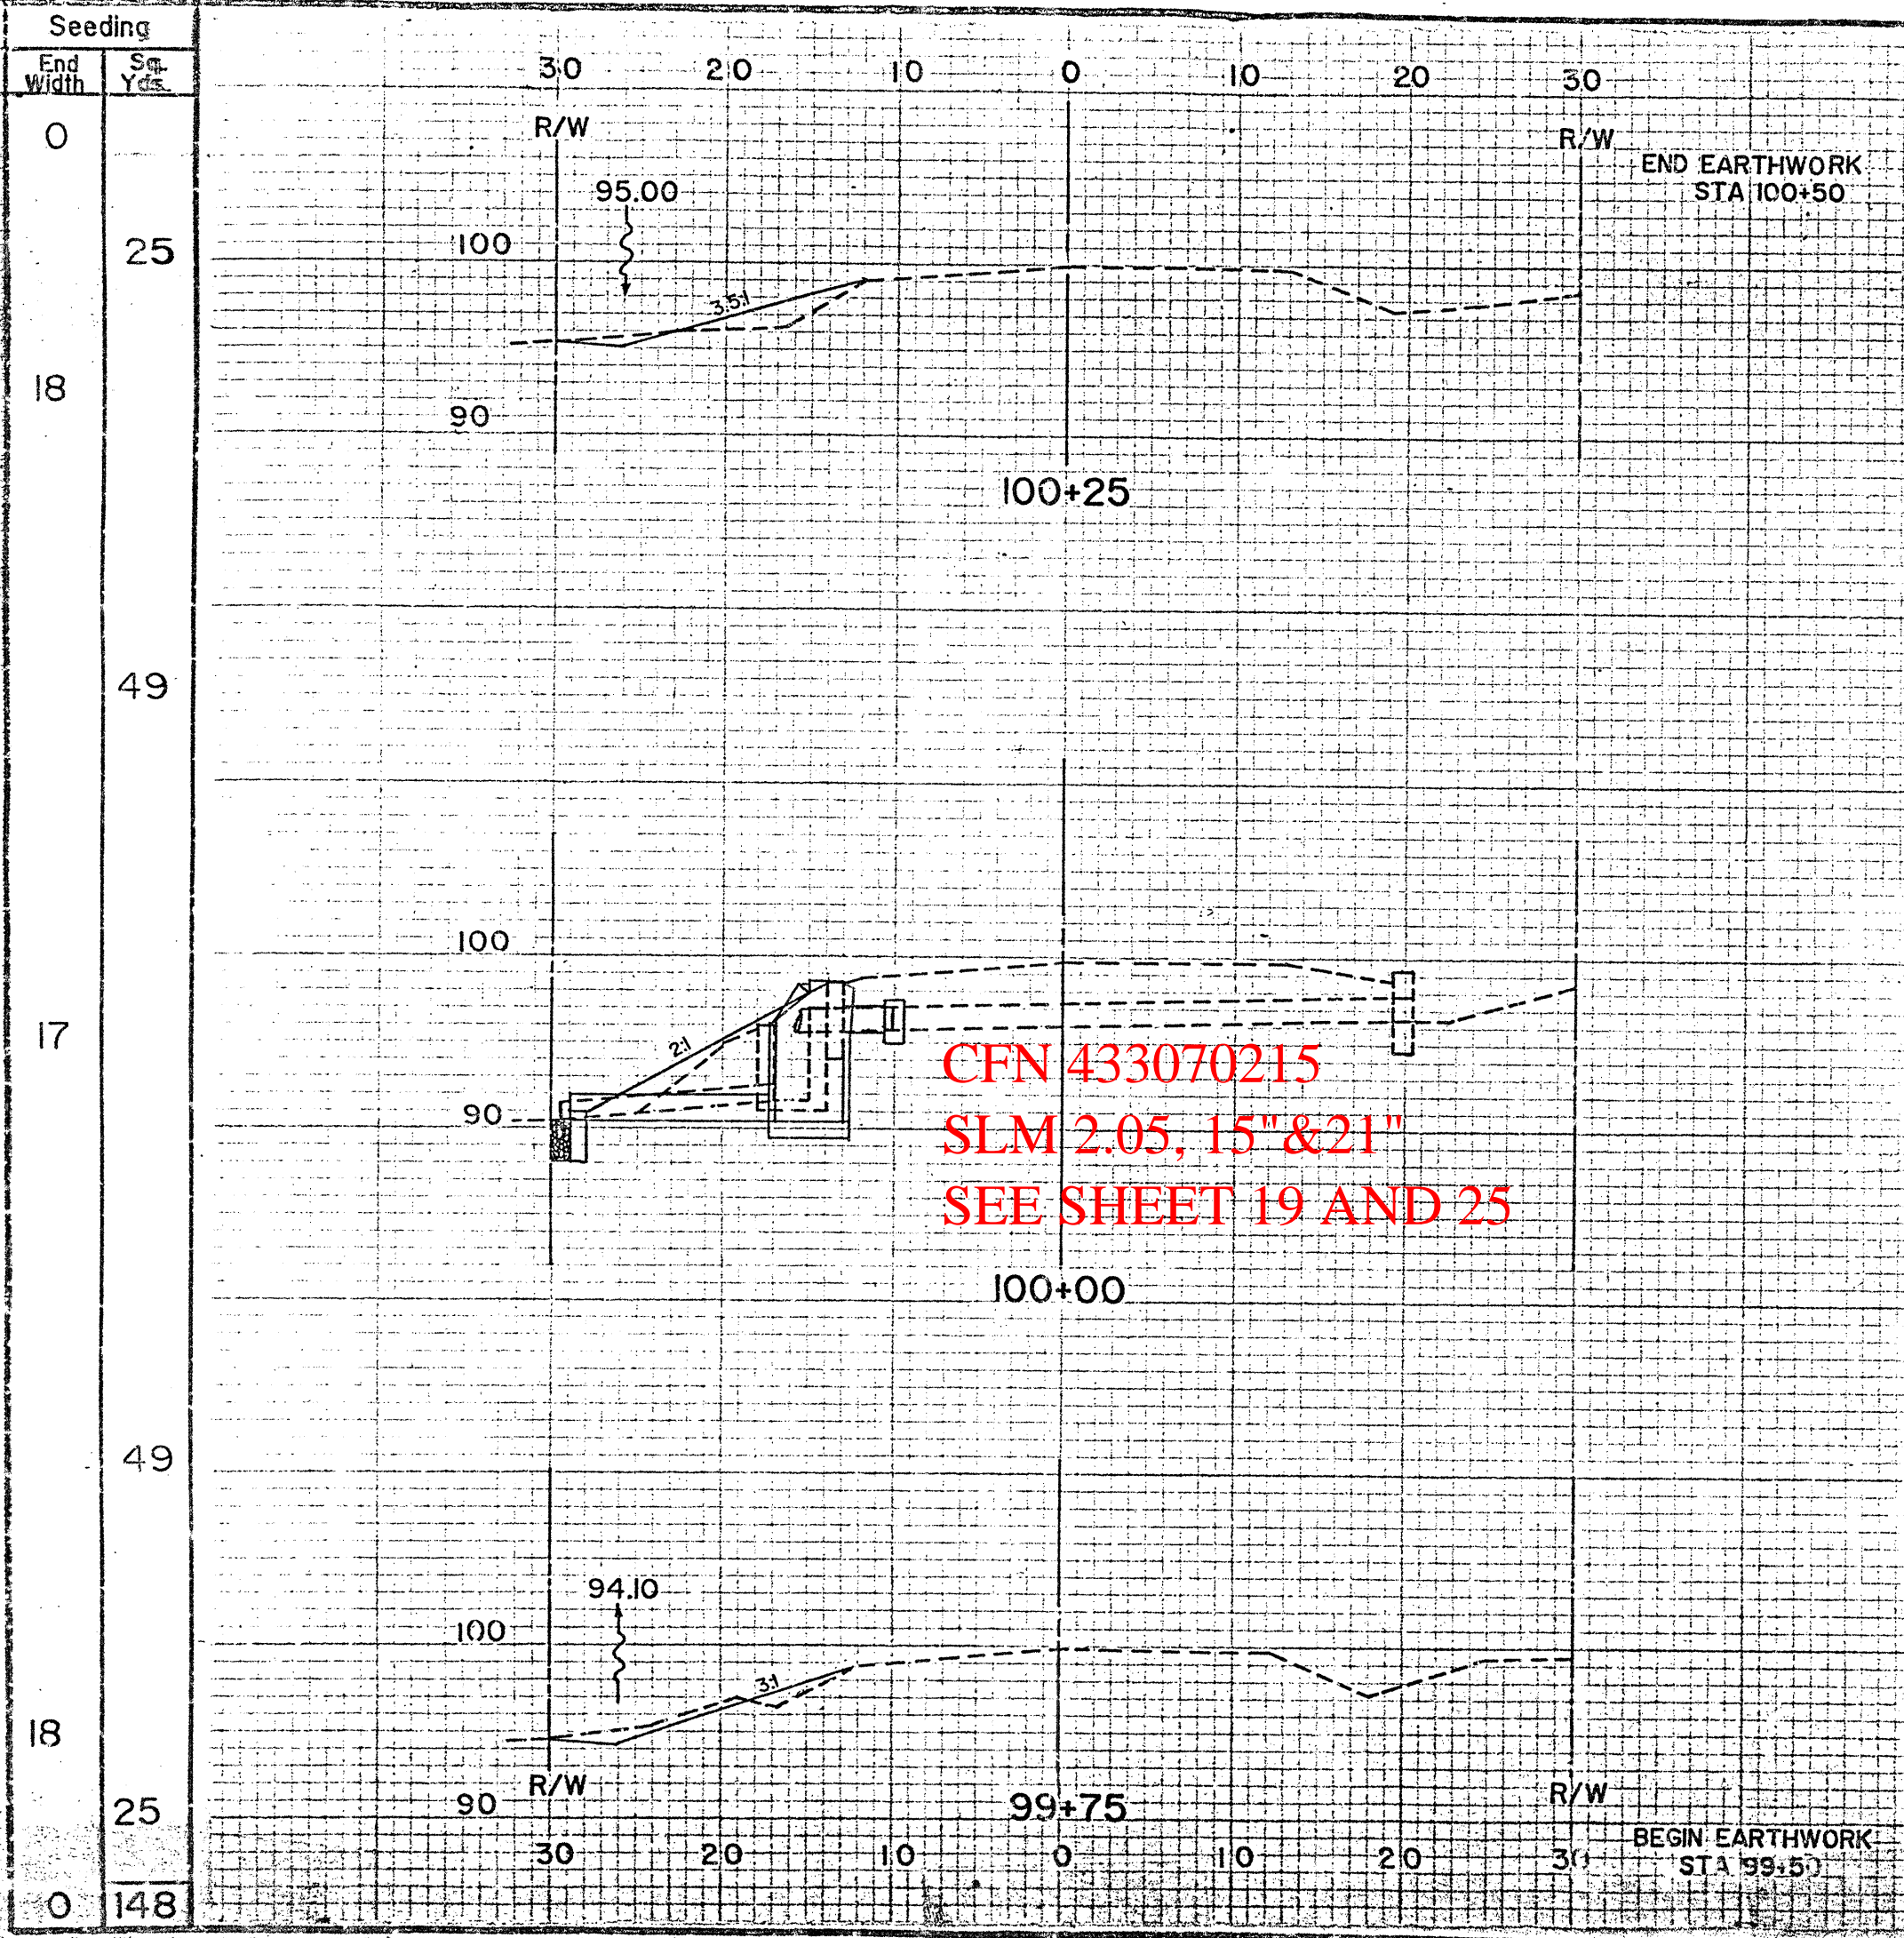 Seeding
End Width
Sq. Yds.
30 20 10 0 10 20 30
0
R/W
R/W
END EARTHWORK
STA 100+50
95.00
25
100
3.5:1
18
90
100+25
49
100
17
2:1
90
CFN 433070215
SLM 2.05, 15"&21"
SEE SHEET 19 AND 25
100+00
49
94.10
100
3:1
18
R/W
R/W
25
90
99+75
BEGIN EARTHWORK
STA 99+50
30 20 10 0 10 20 30
0 148